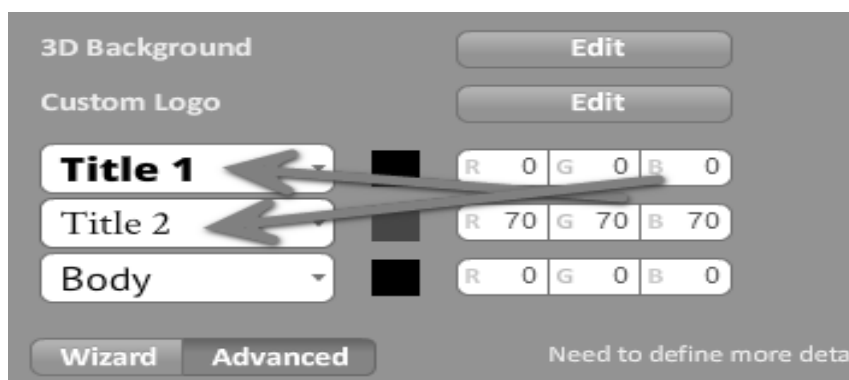 3D Background Edit
Custom Logo Edit
Title 1 R 0 G 0 B 0
Title 2 R 70 G 70 B 70
Body R 0 G 0 B 0
Wizard Advanced Need to define more deta